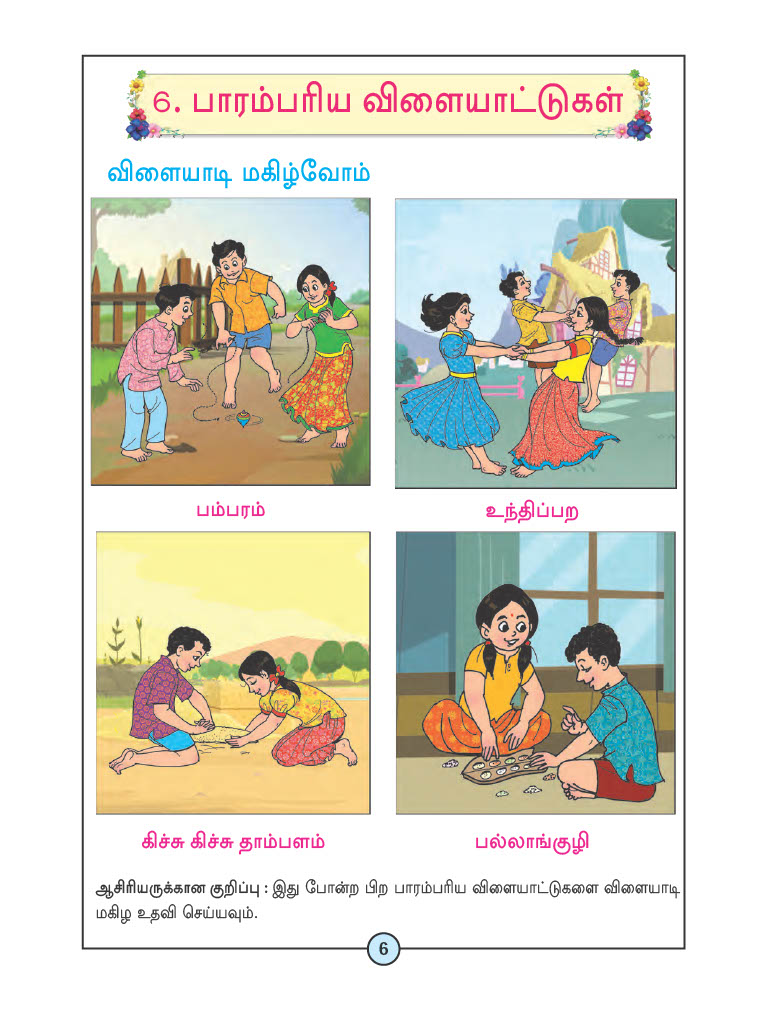 6. பாரம்பரிய விளையாட்டுகள்
விளையாடி மகிழ்வோம்
பம்பரம்
உந்திப்பற
கிச்சு கிச்சு தாம்பளம்
பல்லாங்குழி
ஆசிரியருக்கான குறிப்பு : இது போன்ற பிற பாரம்பரிய விளையாட்டுகளை விளையாடி
மகிழ உதவி செய்யவும்.
6